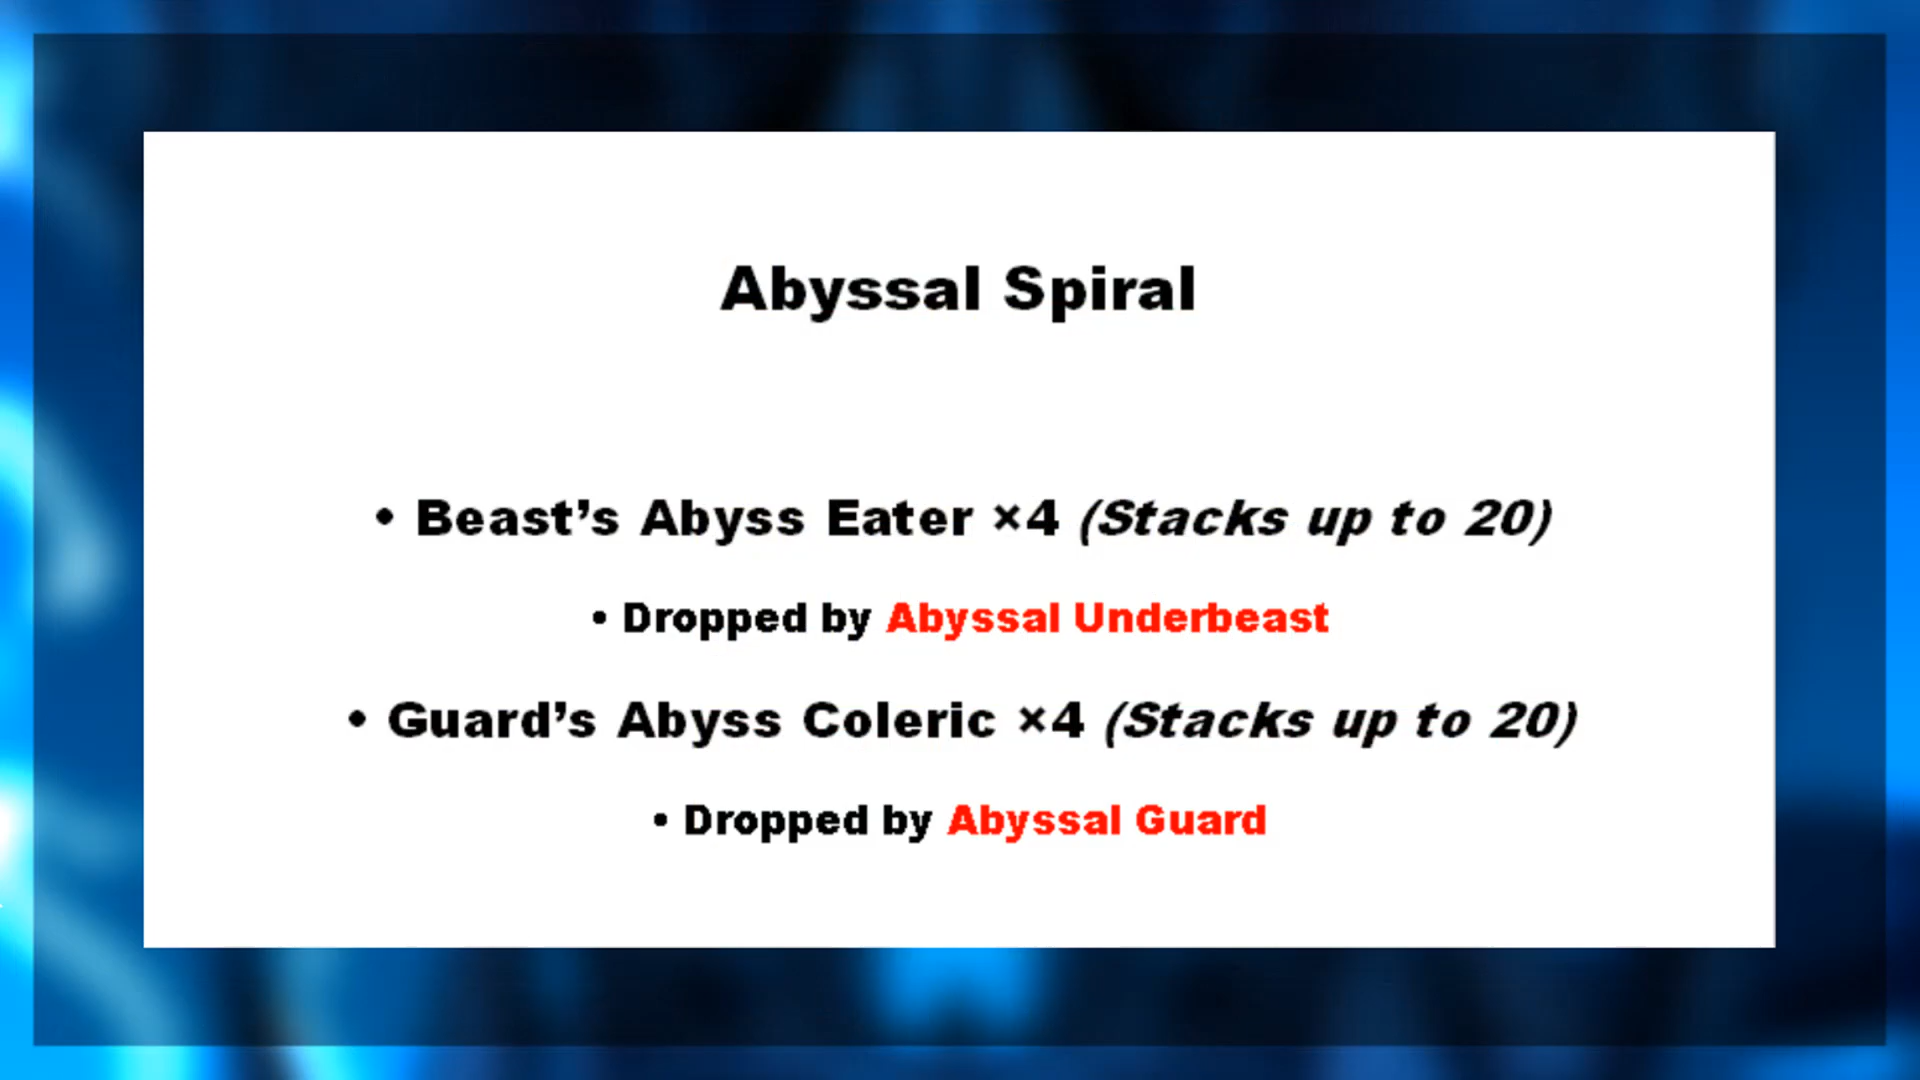 Abyssal Spiral
• Beast’s Abyss Eater ×4 (Stacks up to 20)
• Dropped by Abyssal Underbeast
• Guard’s Abyss Coleric ×4 (Stacks up to 20)
• Dropped by Abyssal Guard